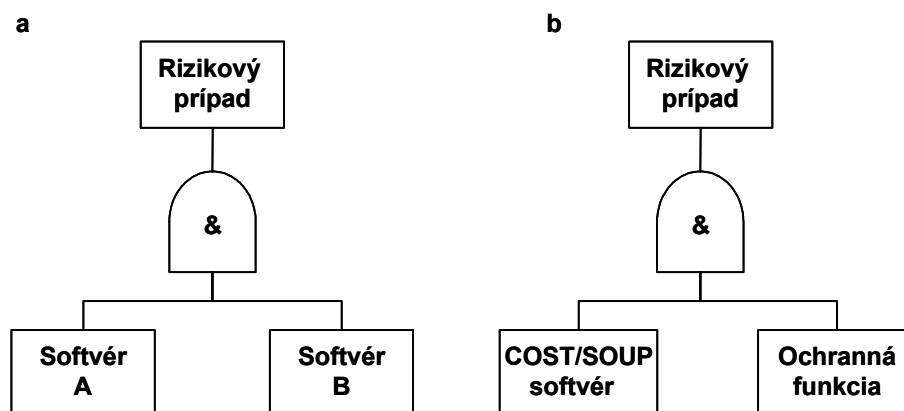 a
Rizikový
prípad
&
Softvér
A
Softvér
B
b
Rizikový
prípad
&
COST/SOUP
softvér
Ochranná
funkcia